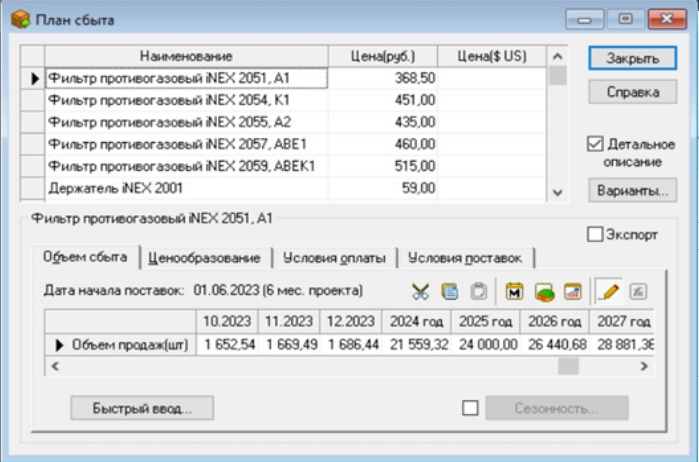 План сбыта
Наименование Цена(руб.) Цена($ US)
Фильтр противогазовый iNEX 2051, A1 368,50
Фильтр противогазовый iNEX 2054, K1 451,00
Фильтр противогазовый iNEX 2055, A2 435,00
Фильтр противогазовый iNEX 2057, ABE1 460,00
Фильтр противогазовый iNEX 2059, ABEK1 515,00
Держатель iNEX 2001 59,00
Закрыть
Справка
Детальное
описание
Варианты...
Фильтр противогазовый iNEX 2051, A1
Экспорт
Объем сбыта Ценообразование Условия оплаты Условия поставок
Дата начала поставок: 01.06.2023 (6 мес. проекта)
10.2023 11.2023 12.2023 2024 год 2025 год 2026 год 2027 год
Объем продаж(шт) 1 652,54 1 669,49 1 686,44 21 559,32 24 000,00 26 440,68 28 881,36
Быстрый ввод... Сезонность...